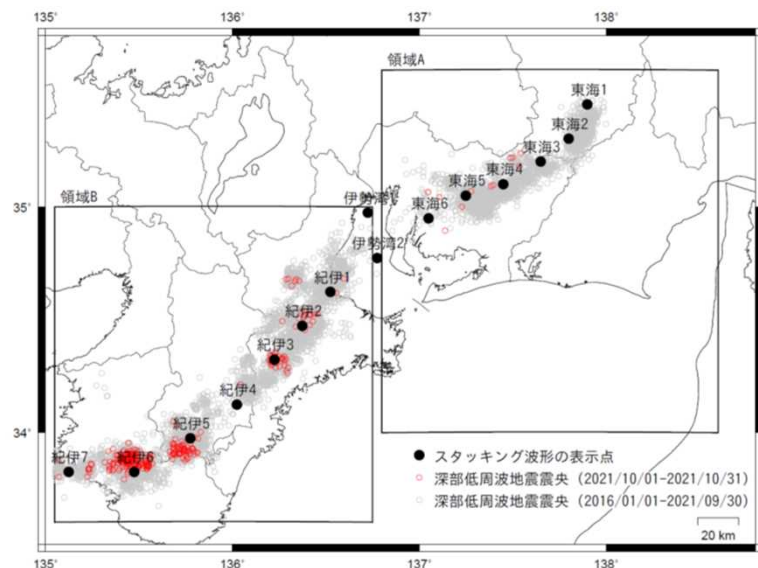 135° 136° 137° 138°
領域A
東海1
東海2
東海3
東海4
東海5
東海6
35° 35°
領域B
伊勢湾1
伊勢湾2
紀伊1
紀伊2
紀伊3
紀伊4
紀伊5
紀伊6
紀伊7
34° 34°
スタッキング波形の表示点
深部低周波地震震央（2021/10/01-2021/10/31）
深部低周波地震震央（2016/01/01-2021/09/30）
20 km
135° 136° 137° 138°